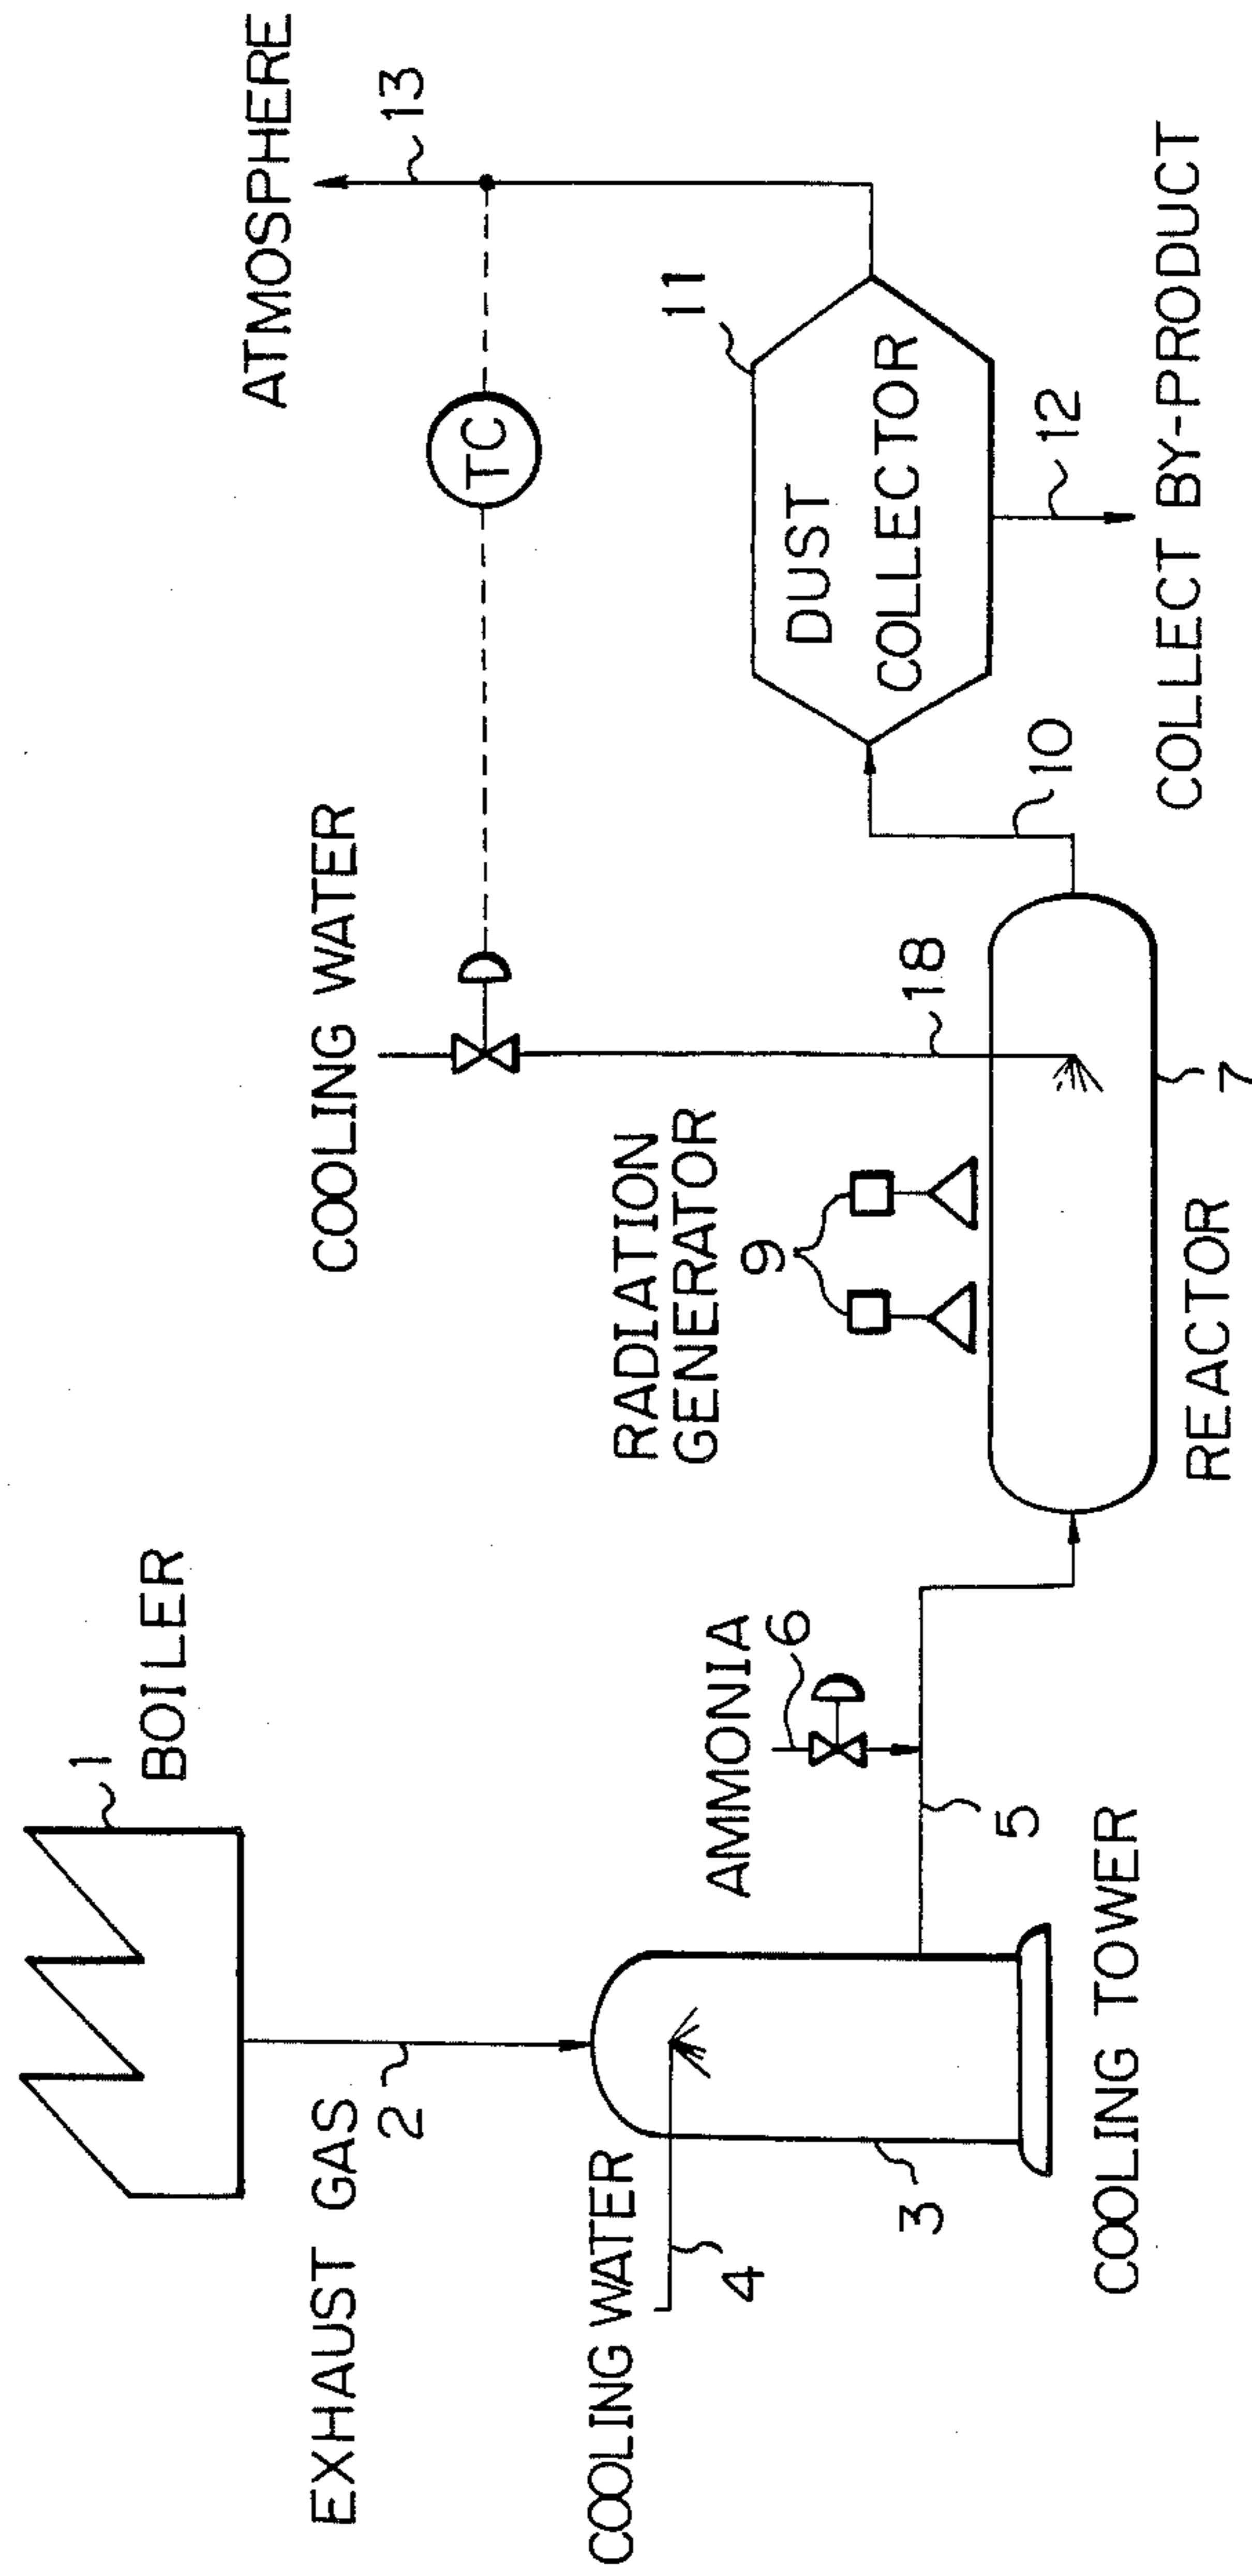 1
BOILER
EXHAUST GAS
2
COOLING WATER
4
3
COOLING TOWER
AMMONIA
6
5
COOLING WATER
RADIATION
GENERATOR
9
18
7
REACTOR
TC
ATMOSPHERE
13
11
DUST
COLLECTOR
10
12
COLLECT BY-PRODUCT